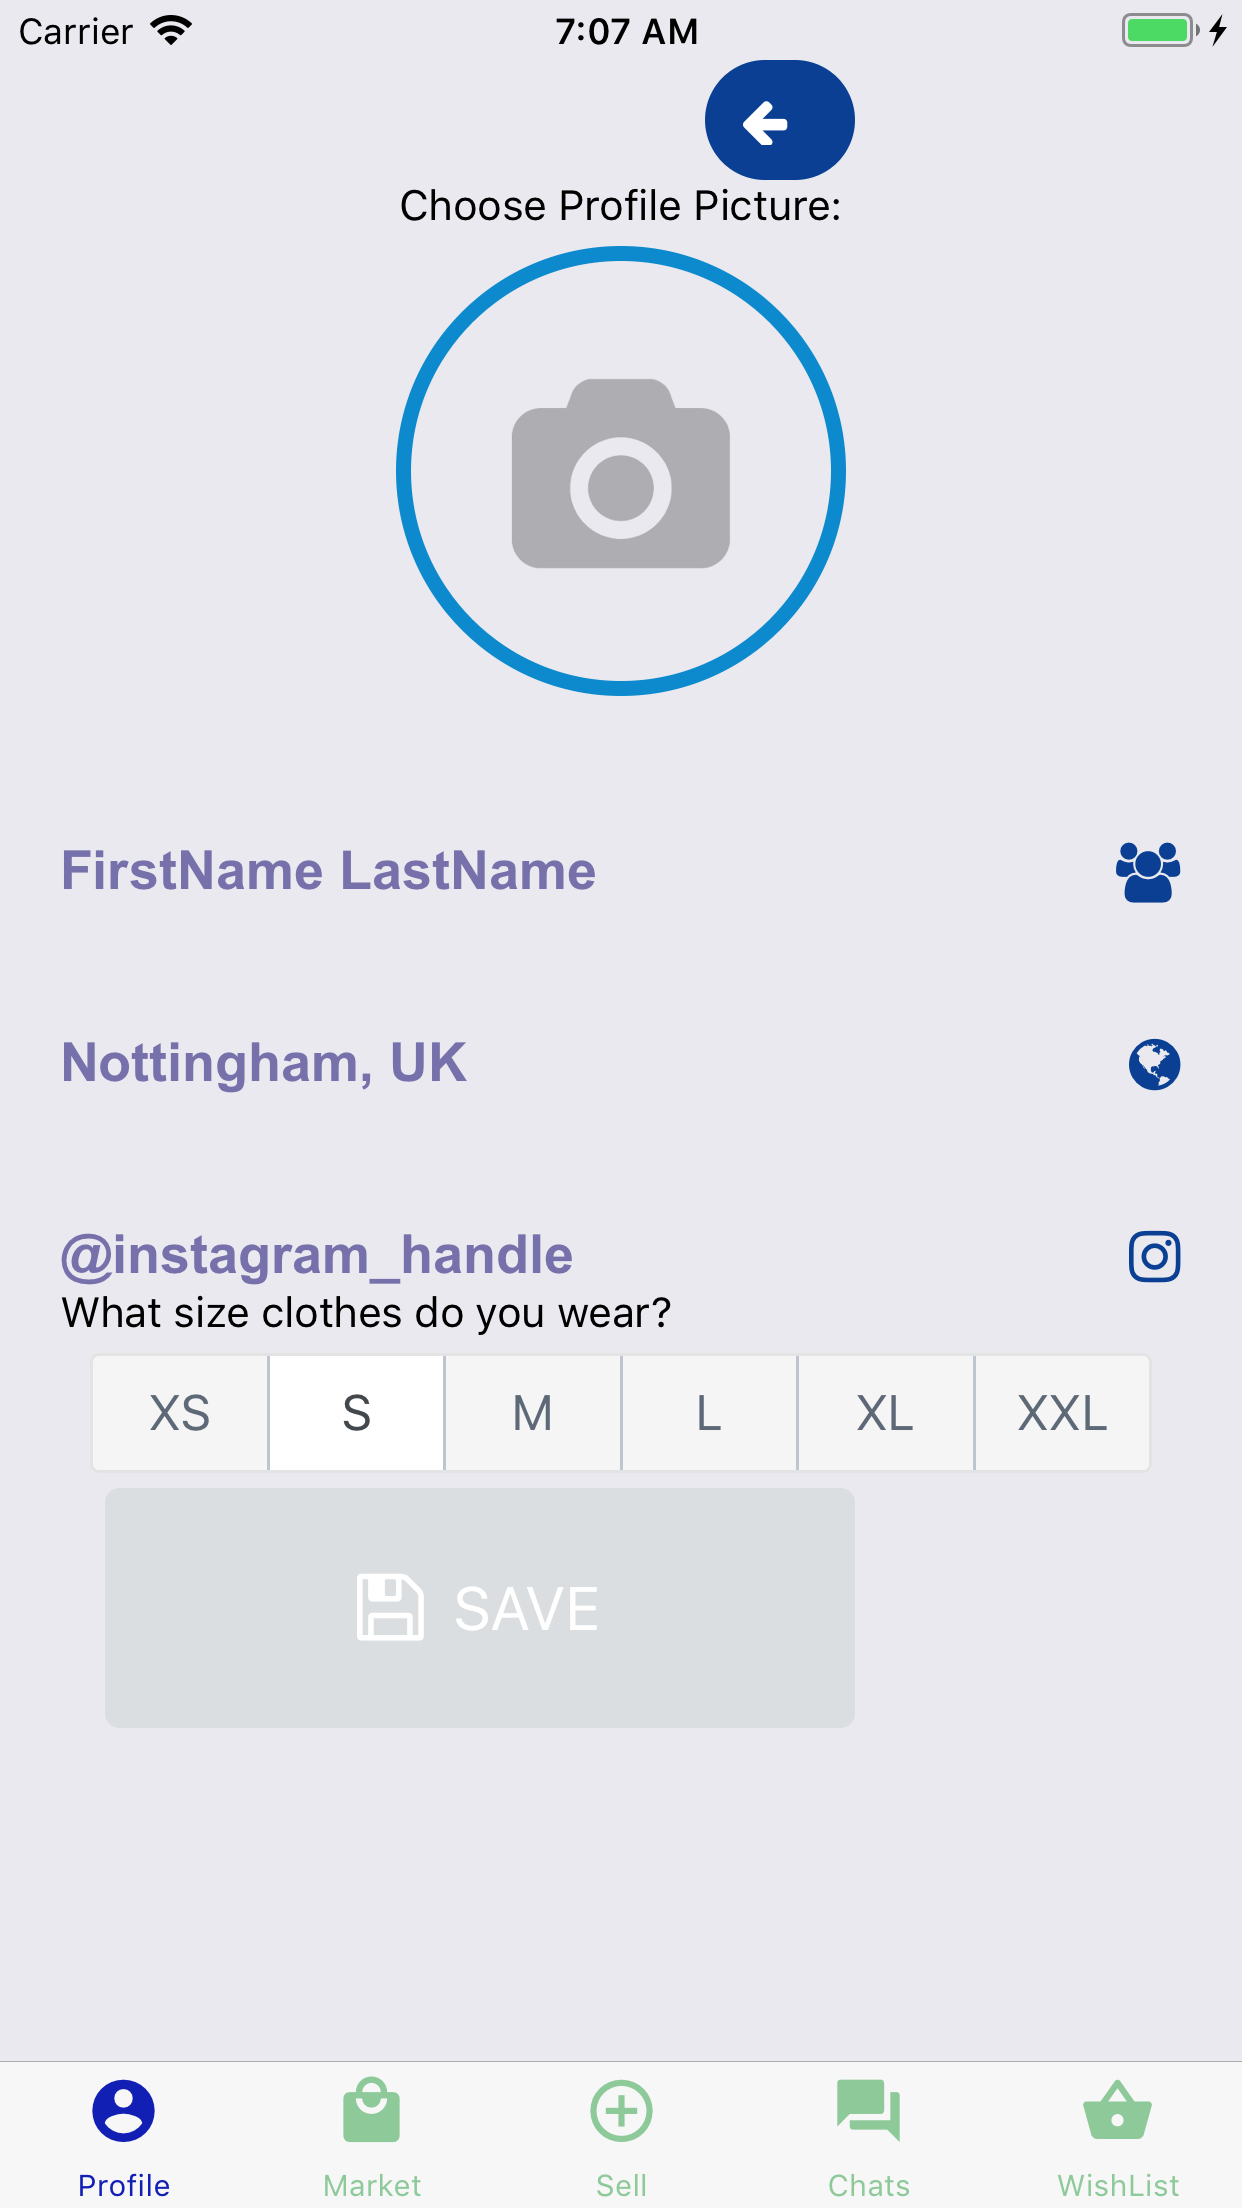 Carrier 7:07 AM
Choose Profile Picture:
FirstName LastName
Nottingham, UK
@instagram_handle
What size clothes do you wear?
XS S M L XL XXL
SAVE
Profile Market Sell Chats WishList